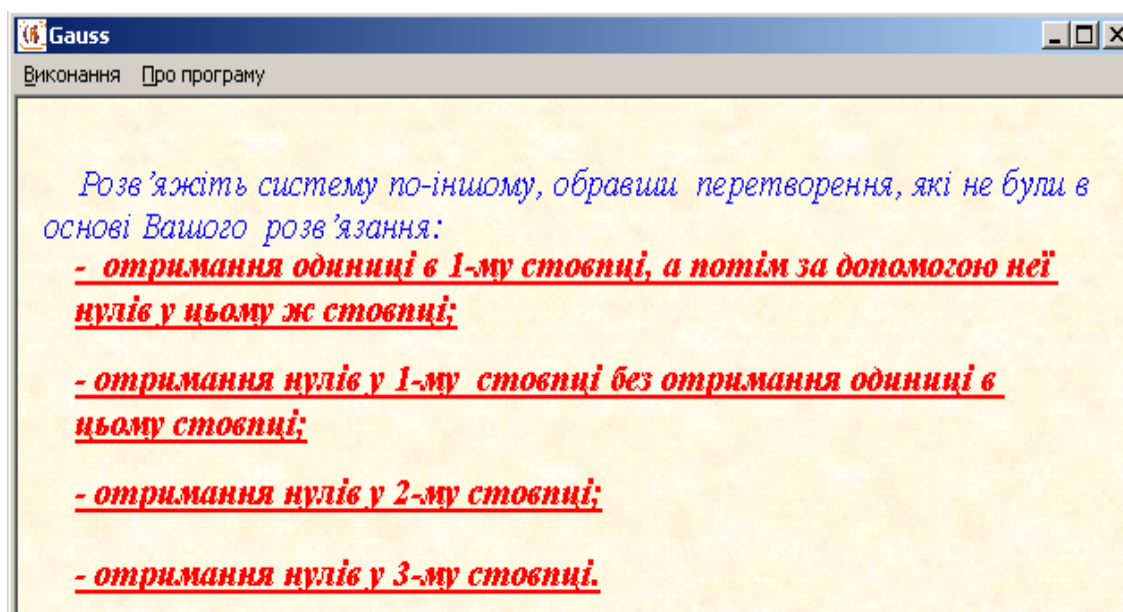 Gauss
Виконання Про програму
Розв’яжіть систему по-іншому, обравши перетворення, які не були в
основі Вашого розв’язання:
- отримання одиниці в 1-му стовпці, а потім за допомогою неї
нулів у цьому ж стовпці;
- отримання нулів у 1-му стовпці без отримання одиниці в
цьому стовпці;
- отримання нулів у 2-му стовпці;
- отримання нулів у 3-му стовпці.